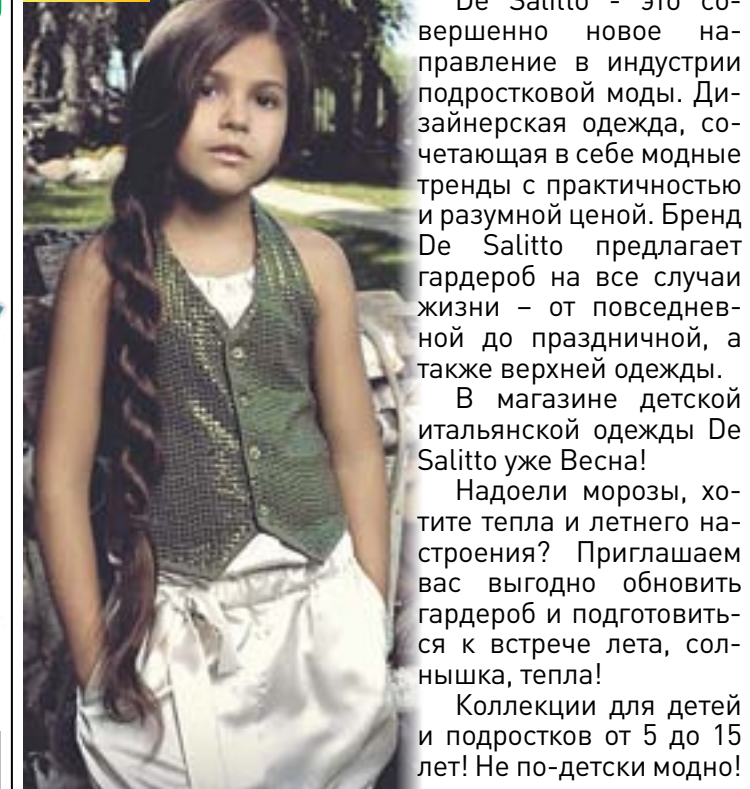 De Salitto - это со-
вершенно новое на-
правление в индустрии
подростковой моды. Ди-
зайнерская одежда, со-
четающая в себе модные
тренды с практичностью
и разумной ценой. Бренд
De Salitto предлагает
гардероб на все случаи
жизни – от повседнев-
ной до праздничной, а
также верхней одежды.
В магазине детской
итальянской одежды De
Salitto уже Весна!
Надоели морозы, хо-
тите тепла и летнего на-
строения? Приглашаем
вас выгодно обновить
гардероб и подготовить-
ся к встрече лета, сол-
нышка, тепла!
Коллекции для детей
и подростков от 5 до 15
лет! Не по-детски модно!